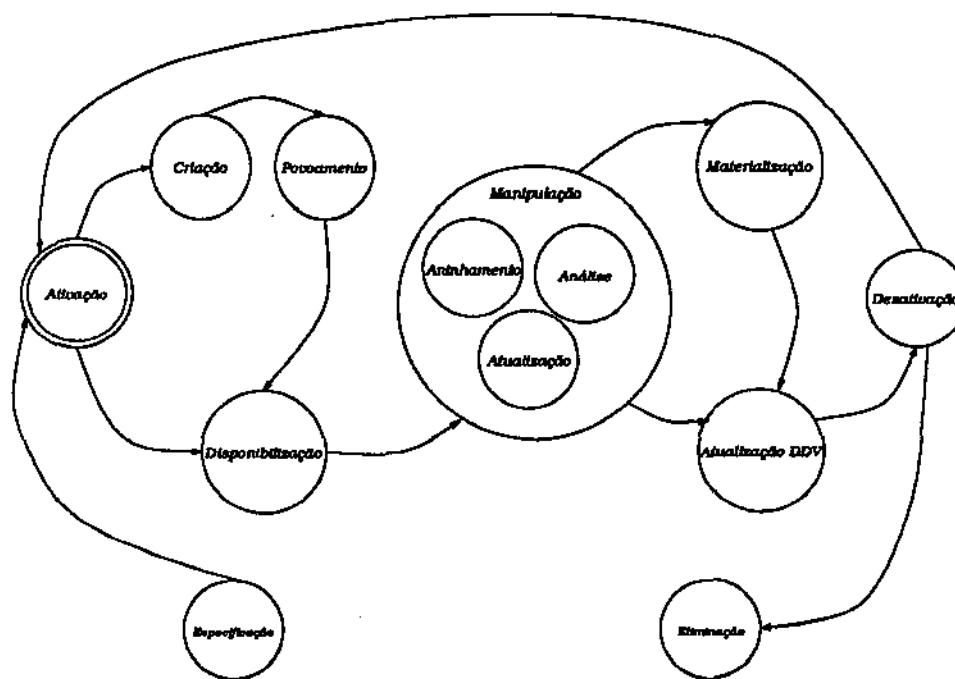 Criação
Povoamento
Materialização
Manipulação
Aninhamento
Análise
Ativação
Desativação
Atualização
Disponibilização
Atualização DDV
Especificação
Eliminação